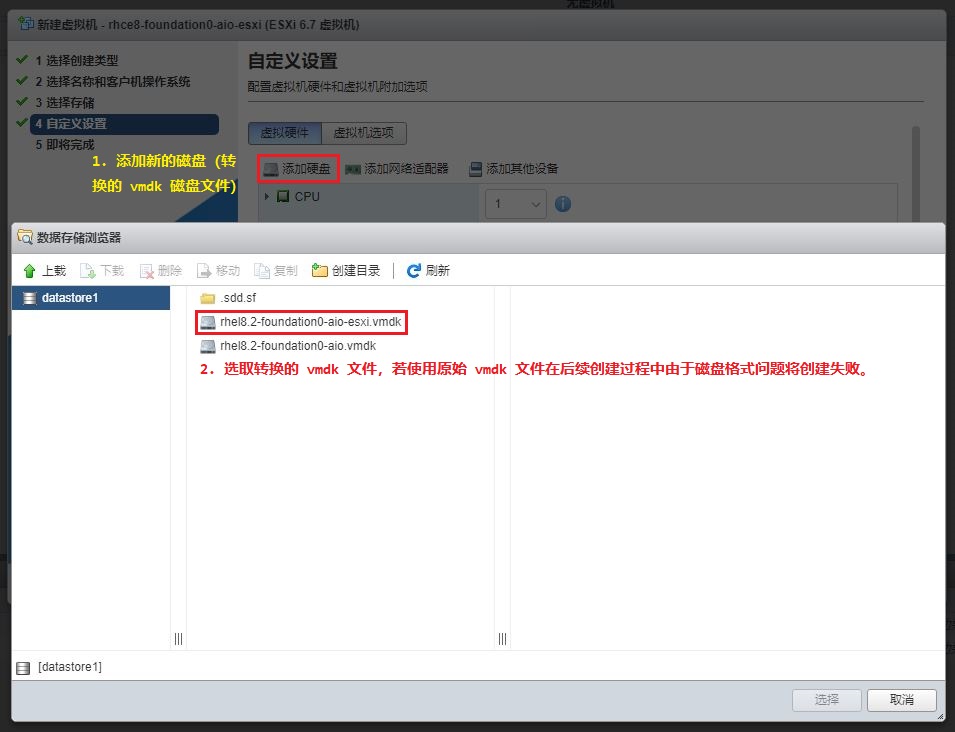 无虚拟机
新建虚拟机 - rhce8-foundation0-aio-esxi (ESXi 6.7 虚拟机)
1 选择创建类型
2 选择名称和客户机操作系统
3 选择存储
4 自定义设置
5 即将完成
自定义设置
配置虚拟机硬件和虚拟机附加选项
虚拟硬件 虚拟机选项
1. 添加新的磁盘 (转
换的 vmdk 磁盘文件)
添加硬盘 添加网络适配器 添加其他设备
CPU 1
数据存储浏览器
上载 下载 删除 移动 复制 创建目录 刷新
datastore1
.sdd.sf
rhel8.2-foundation0-aio-esxi.vmdk
rhel8.2-foundation0-aio.vmdk
2. 选取转换的 vmdk 文件，若使用原始 vmdk 文件在后续创建过程中由于磁盘格式问题将创建失败。
[datastore1]
选择 取消